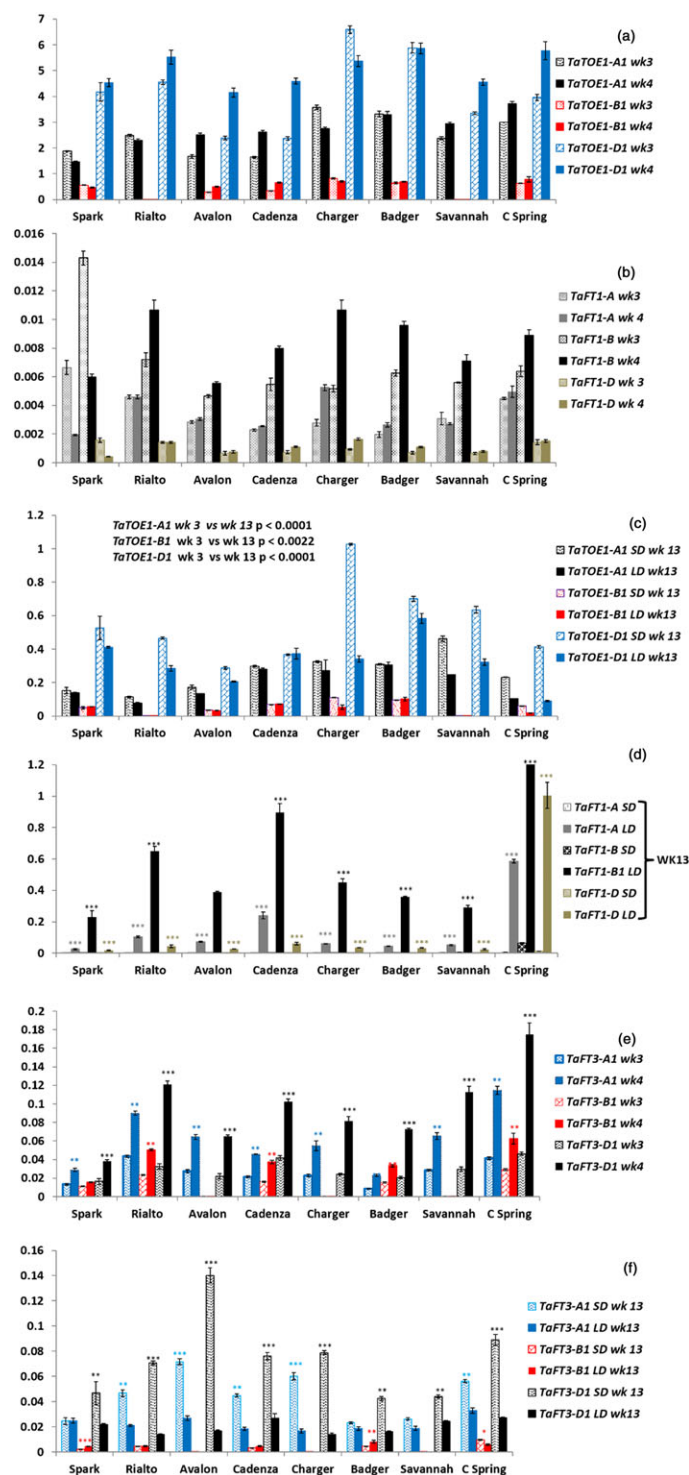 (a)
7
6
5
4
3
2
1
0
TaTOE1-A1 wk3
TaTOE1-A1 wk4
TaTOE1-B1 wk3
TaTOE1-B1 wk4
TaTOE1-D1 wk3
TaTOE1-D1 wk4
Spark Rialto Avalon Cadenza Charger Badger Savannah C Spring
(b)
0.016
0.014
0.012
0.01
0.008
0.006
0.004
0.002
0
TaFT1-A wk3
TaFT1-A wk 4
TaFT1-B wk3
TaFT1-B wk4
TaFT1-D wk 3
TaFT1-D wk 4
Spark Rialto Avalon Cadenza Charger Badger Savannah C Spring
(c)
1.2
1
0.8
0.6
0.4
0.2
0
TaTOE1-A1 wk 3 vs wk 13 p < 0.0001
TaTOE1-B1 wk 3 vs wk 13 p < 0.0022
TaTOE1-D1 wk 3 vs wk 13 p < 0.0001
TaTOE1-A1 SD wk 13
TaTOE1-A1 LD wk13
TaTOE1-B1 SD wk 13
TaTOE1-B1 LD wk13
TaTOE1-D1 SD wk 13
TaTOE1-D1 LD wk13
Spark Rialto Avalon Cadenza Charger Badger Savannah C Spring
(d)
1.2
1
0.8
0.6
0.4
0.2
0
*** *** ***
*** *** ***
*** ***
*** *** ***
*** *** ***
*** *** ***
*** *** ***
*** *** ***
TaFT1-A SD
TaFT1-A LD
TaFT1-B SD
TaFT1-B1 LD
TaFT1-D SD
TaFT1-D LD
WK13
Spark Rialto Avalon Cadenza Charger Badger Savannah C Spring
(e)
0.2
0.18
0.16
0.14
0.12
0.1
0.08
0.06
0.04
0.02
0
** ***
** ** ***
** ***
** ** ***
** ***
** ***
** ***
** ** ***
TaFT3-A1 wk3
TaFT3-A1 wk4
TaFT3-B1 wk3
TaFT3-B1 wk4
TaFT3-D1 wk3
TaFT3-D1 wk4
Spark Rialto Avalon Cadenza Charger Badger Savannah C Spring
(f)
0.16
0.14
0.12
0.1
0.08
0.06
0.04
0.02
0
*** **
** ***
*** ***
** ***
*** ***
** **
**
** * ***
TaFT3-A1 SD wk 13
TaFT3-A1 LD wk13
TaFT3-B1 SD wk 13
TaFT3-B1 LD wk13
TaFT3-D1 SD wk 13
TaFT3-D1 LD wk13
Spark Rialto Avalon Cadenza Charger Badger Savannah C Spring